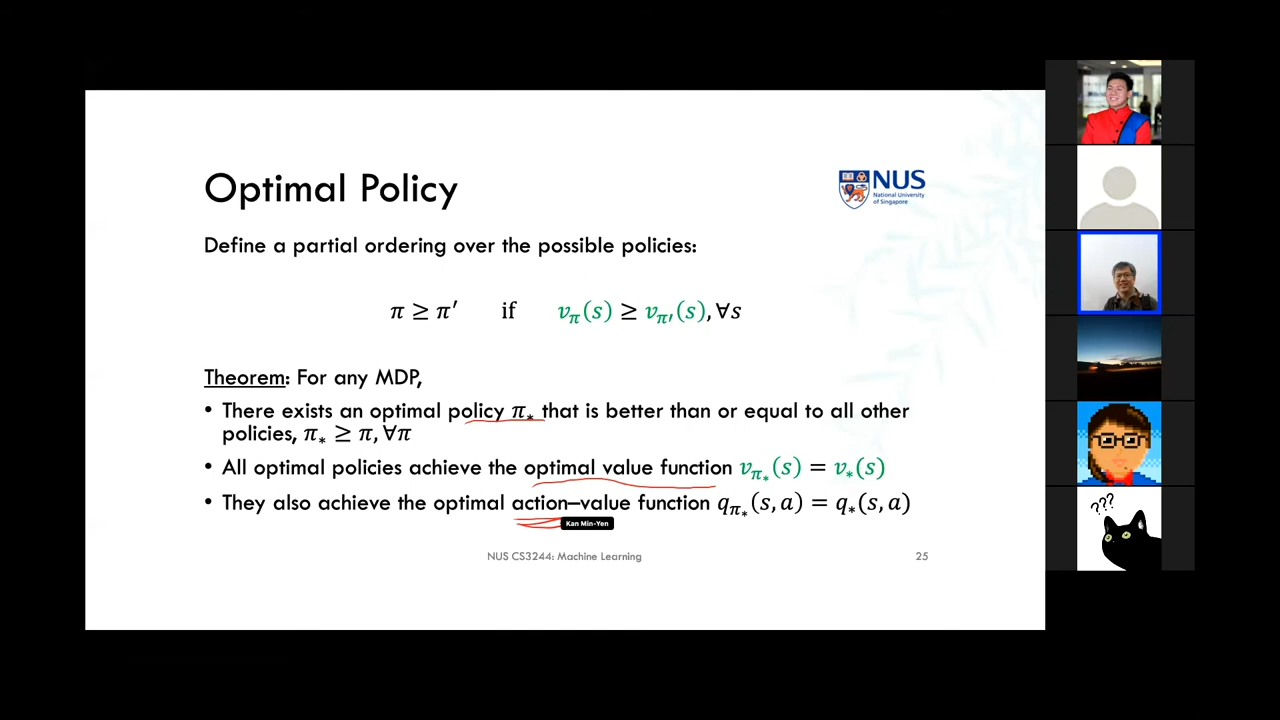 Optimal Policy
NUS
National University
of Singapore
Define a partial ordering over the possible policies:
π ≥ π′ if v_π(s) ≥ v_π′(s), ∀s
Theorem: For any MDP,
• There exists an optimal policy π_* that is better than or equal to all other
policies, π_* ≥ π, ∀π
• All optimal policies achieve the optimal value function v_π_*(s) = v_*(s)
• They also achieve the optimal action–value function q_π_*(s, a) = q_*(s, a)
Kan Min-Yen
NUS CS3244: Machine Learning
25
???